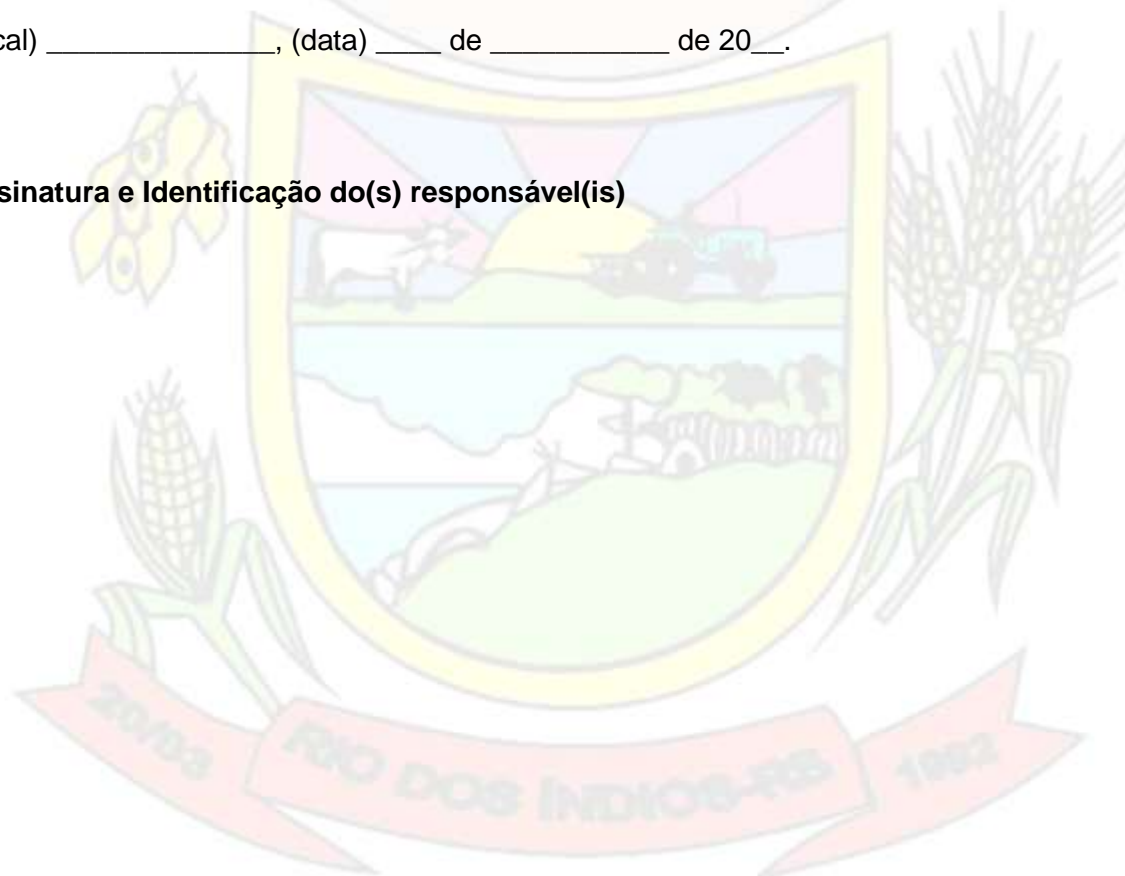 cal) ______________, (data) ____ de ___________ de 20__.
sinatura e Identificação do(s) responsável(is)
20/03
RIO DOS ÍNDIOS-RS
1992